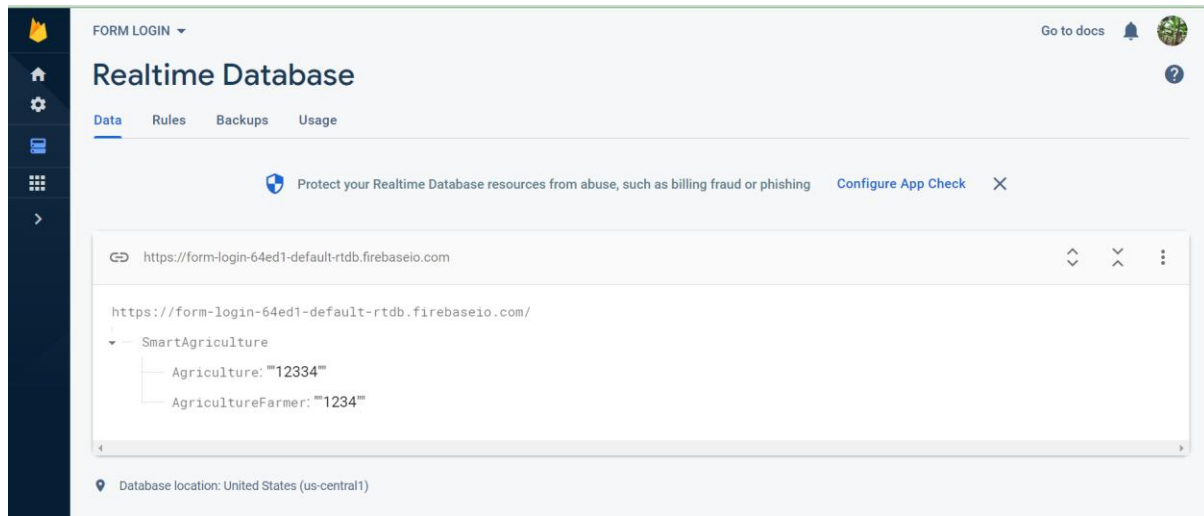 FORM LOGIN
Go to docs
Realtime Database
Data Rules Backups Usage
Protect your Realtime Database resources from abuse, such as billing fraud or phishing Configure App Check
https://form-login-64ed1-default-rtdb.firebaseio.com
https://form-login-64ed1-default-rtdb.firebaseio.com/
SmartAgriculture
Agriculture: ""12334""
AgricultureFarmer: ""1234""
Database location: United States (us-central1)